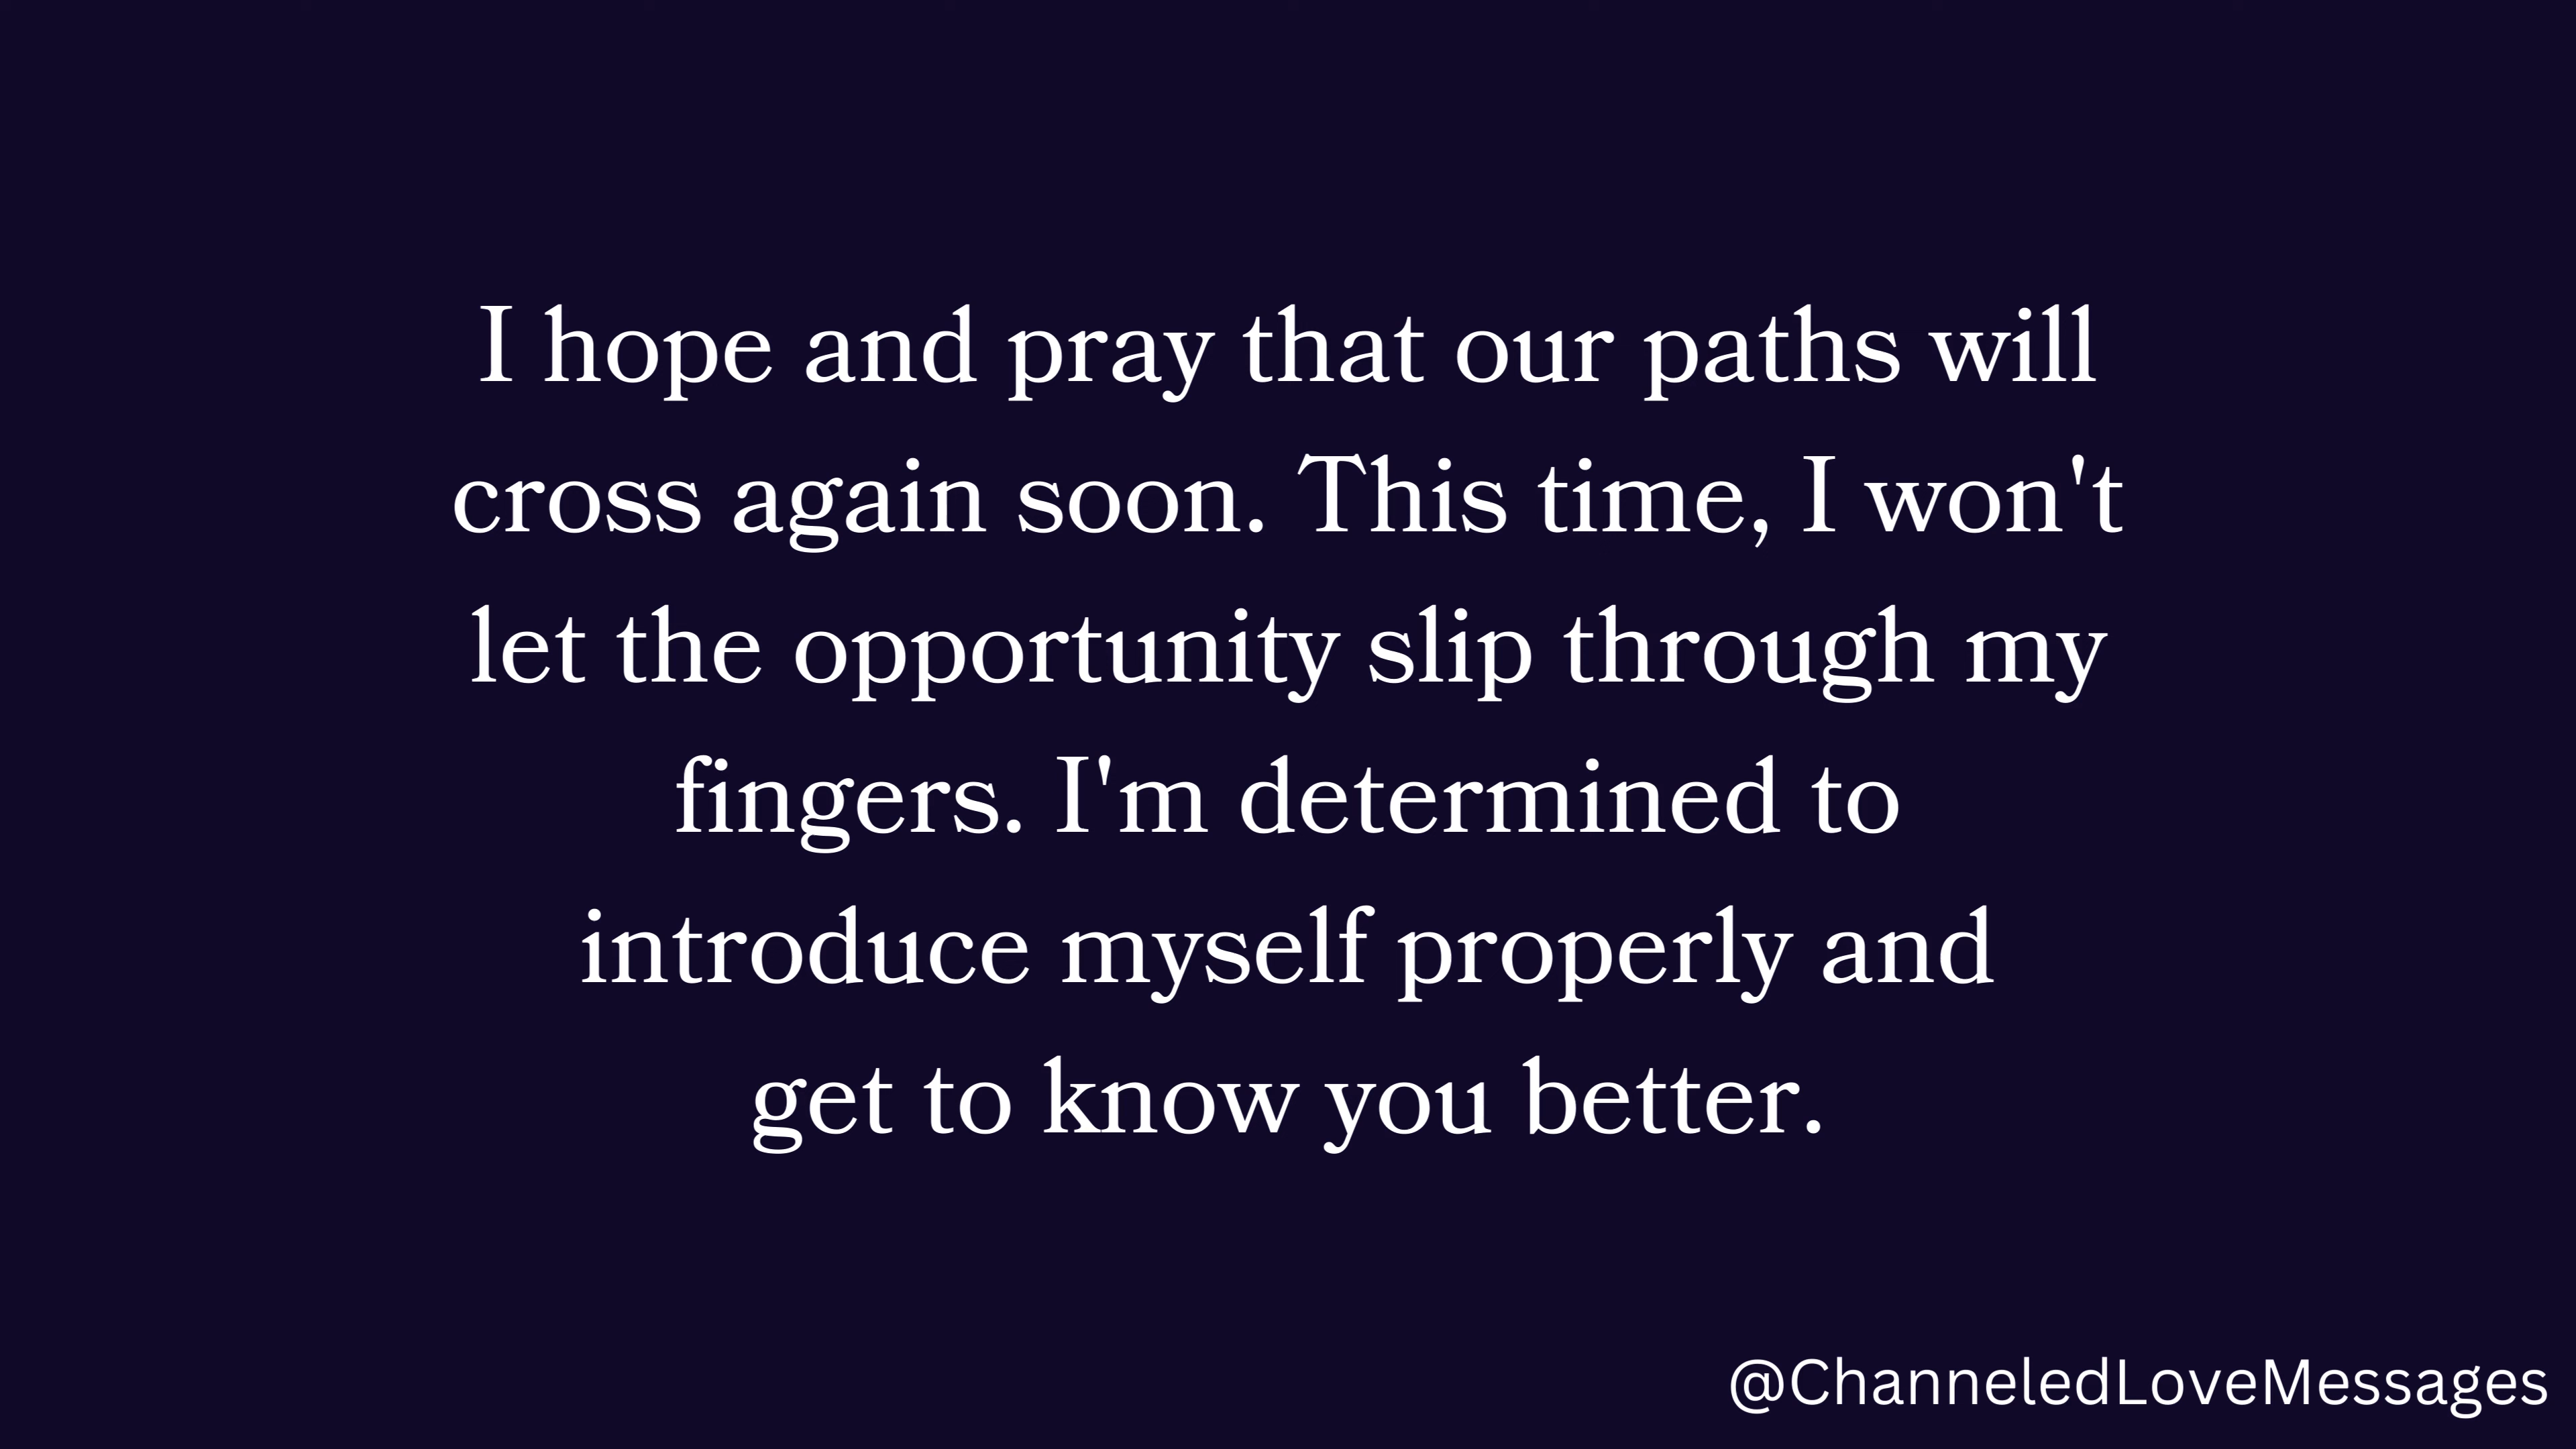 I hope and pray that our paths will
cross again soon. This time, I won't
let the opportunity slip through my
fingers. I'm determined to
introduce myself properly and
get to know you better.
@ChanneledLoveMessages